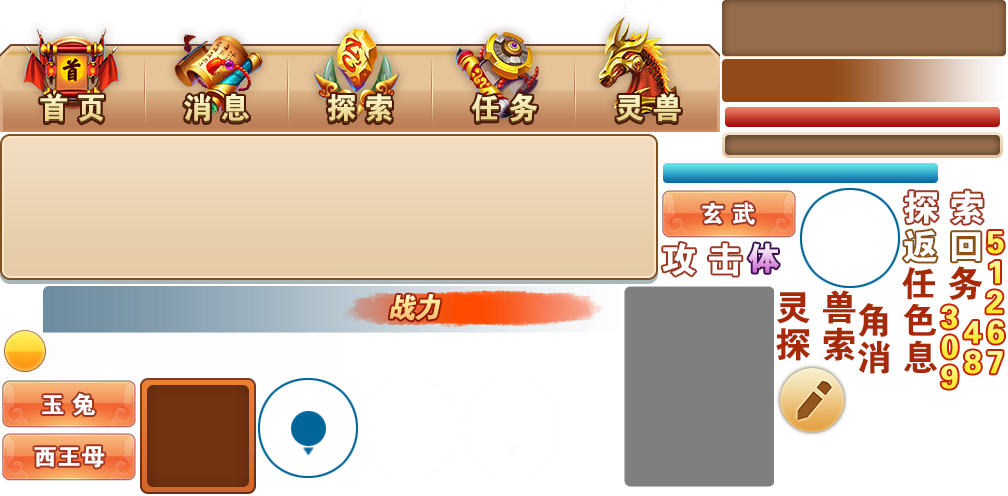 首
首页 消息 探索 任务 灵兽
玄武
攻击体
探索
返回
任务
灵兽
探索
角色
消息
战力
玉兔
西王母
5
1
2
3 4 6
0 8 7
9